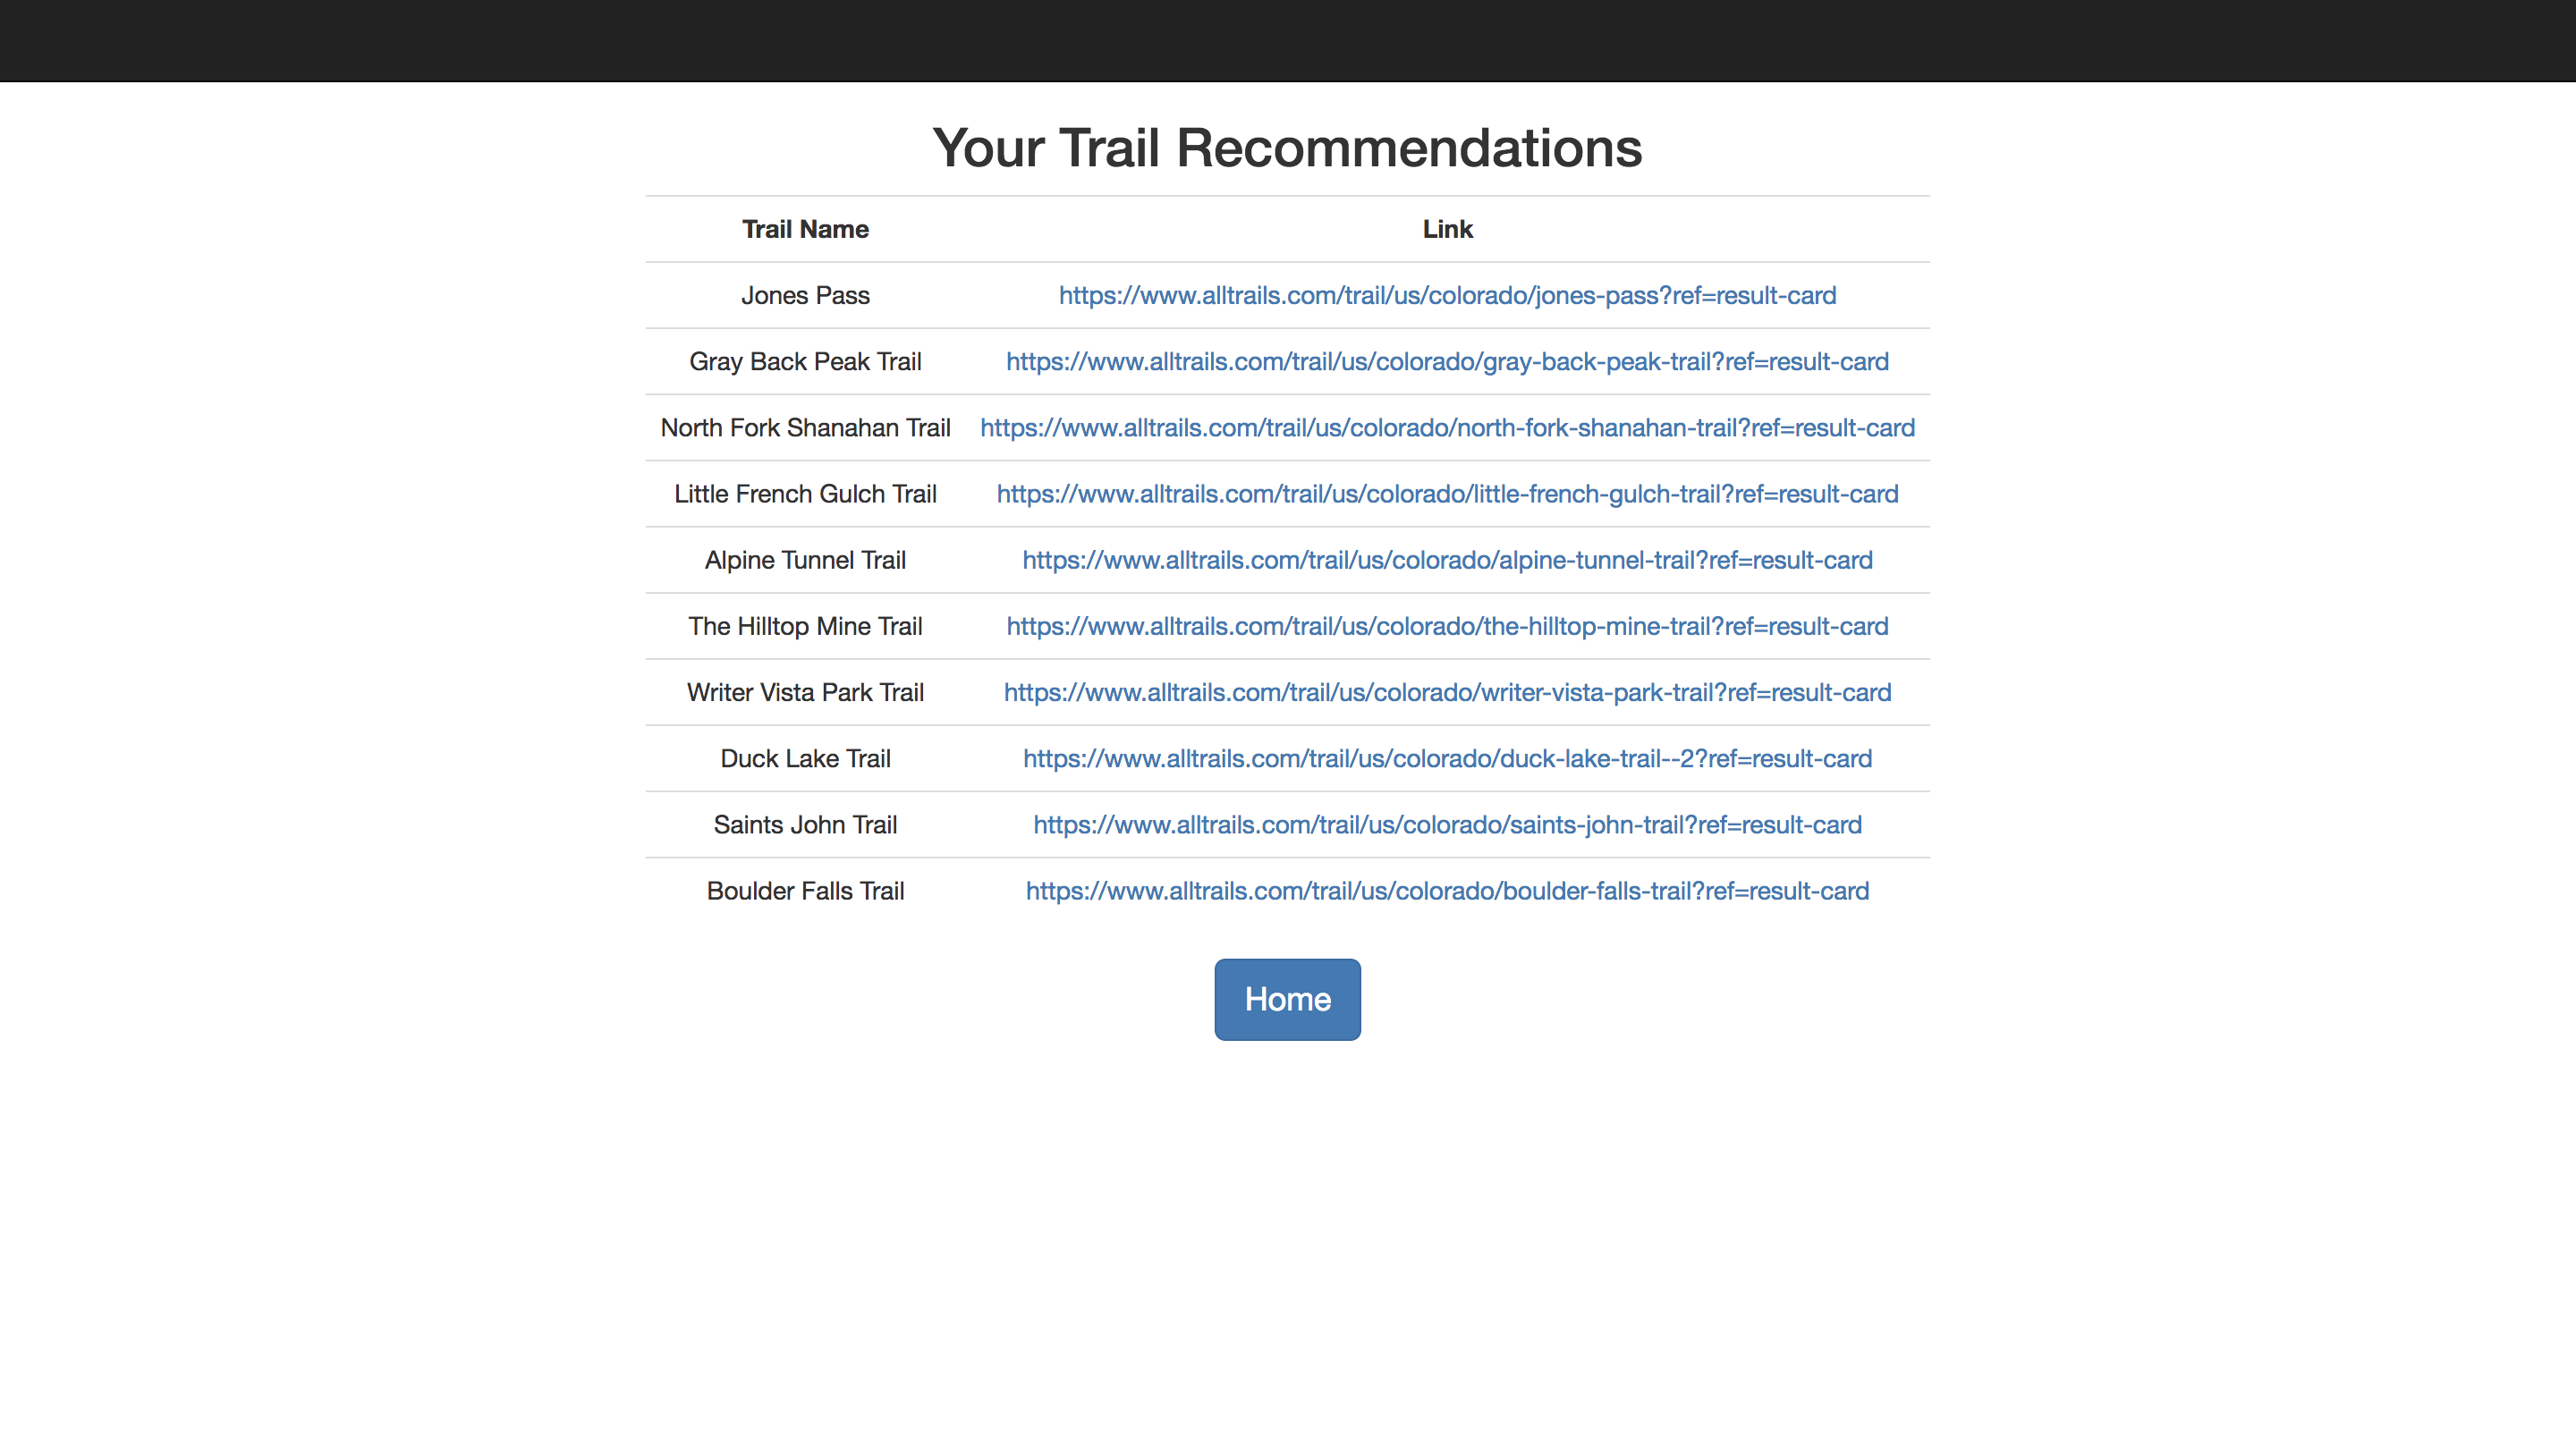 Your Trail Recommendations
Trail Name Link
Jones Pass https://www.alltrails.com/trail/us/colorado/jones-pass?ref=result-card
Gray Back Peak Trail https://www.alltrails.com/trail/us/colorado/gray-back-peak-trail?ref=result-card
North Fork Shanahan Trail https://www.alltrails.com/trail/us/colorado/north-fork-shanahan-trail?ref=result-card
Little French Gulch Trail https://www.alltrails.com/trail/us/colorado/little-french-gulch-trail?ref=result-card
Alpine Tunnel Trail https://www.alltrails.com/trail/us/colorado/alpine-tunnel-trail?ref=result-card
The Hilltop Mine Trail https://www.alltrails.com/trail/us/colorado/the-hilltop-mine-trail?ref=result-card
Writer Vista Park Trail https://www.alltrails.com/trail/us/colorado/writer-vista-park-trail?ref=result-card
Duck Lake Trail https://www.alltrails.com/trail/us/colorado/duck-lake-trail--2?ref=result-card
Saints John Trail https://www.alltrails.com/trail/us/colorado/saints-john-trail?ref=result-card
Boulder Falls Trail https://www.alltrails.com/trail/us/colorado/boulder-falls-trail?ref=result-card
Home